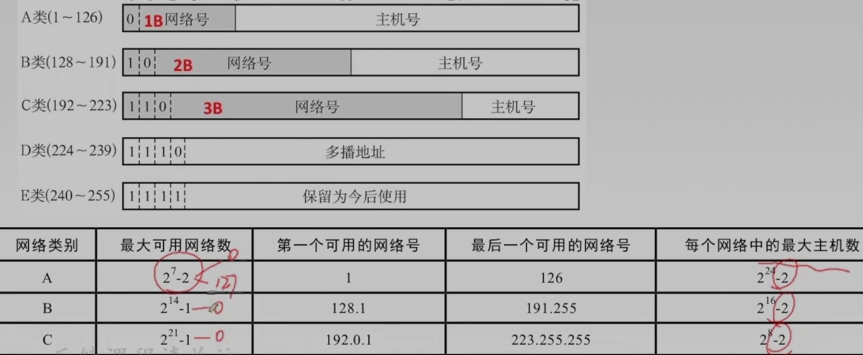 A类(1～126) 0 1B 网络号 主机号
B类(128～191) 1 0 2B 网络号 主机号
C类(192～223) 1 1 0 3B 网络号 主机号
D类(224～239) 1 1 1 0 多播地址
E类(240～255) 1 1 1 1 保留为今后使用
网络类别 最大可用网络数 第一个可用的网络号 最后一个可用的网络号 每个网络中的最大主机数
0
A 2^7-2 1 126 2^24-2
127
B 2^14-1 — 0 128.1 191.255 2^16-2
C 2^21-1 — 0 192.0.1 223.255.255 2^8-2